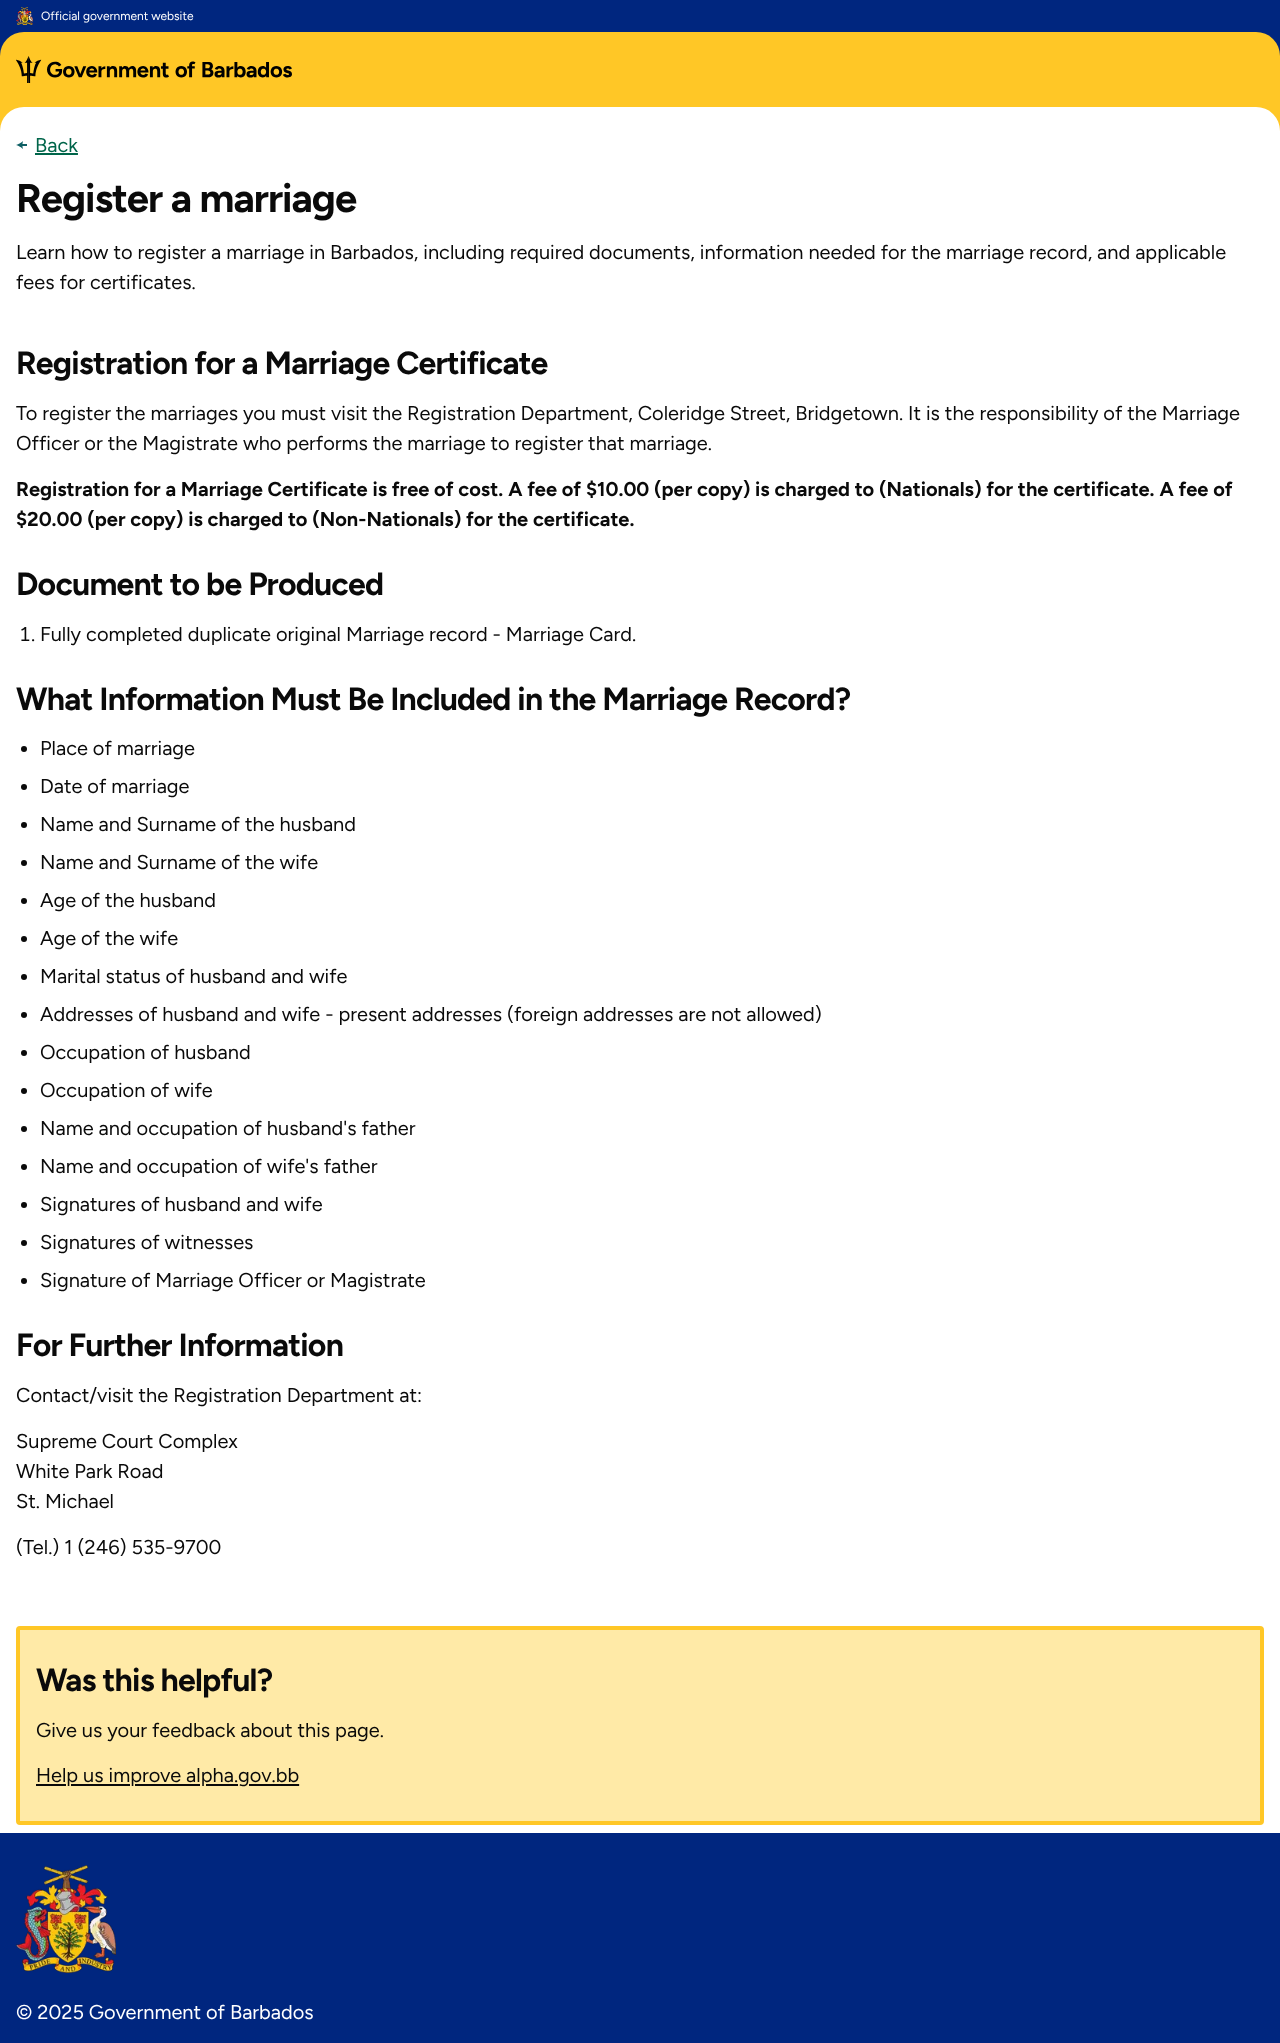 Official government website
Government of Barbados
Back
Register a marriage
Learn how to register a marriage in Barbados, including required documents, information needed for the marriage record, and applicable
fees for certificates.
Registration for a Marriage Certificate
To register the marriages you must visit the Registration Department, Coleridge Street, Bridgetown. It is the responsibility of the Marriage
Officer or the Magistrate who performs the marriage to register that marriage.
Registration for a Marriage Certificate is free of cost. A fee of $10.00 (per copy) is charged to (Nationals) for the certificate. A fee of
$20.00 (per copy) is charged to (Non-Nationals) for the certificate.
Document to be Produced
1. Fully completed duplicate original Marriage record - Marriage Card.
What Information Must Be Included in the Marriage Record?
• Place of marriage
• Date of marriage
• Name and Surname of the husband
• Name and Surname of the wife
• Age of the husband
• Age of the wife
• Marital status of husband and wife
• Addresses of husband and wife - present addresses (foreign addresses are not allowed)
• Occupation of husband
• Occupation of wife
• Name and occupation of husband's father
• Name and occupation of wife's father
• Signatures of husband and wife
• Signatures of witnesses
• Signature of Marriage Officer or Magistrate
For Further Information
Contact/visit the Registration Department at:
Supreme Court Complex
White Park Road
St. Michael
(Tel.) 1 (246) 535-9700
Was this helpful?
Give us your feedback about this page.
Help us improve alpha.gov.bb
PRIDE AND INDUSTRY
© 2025 Government of Barbados